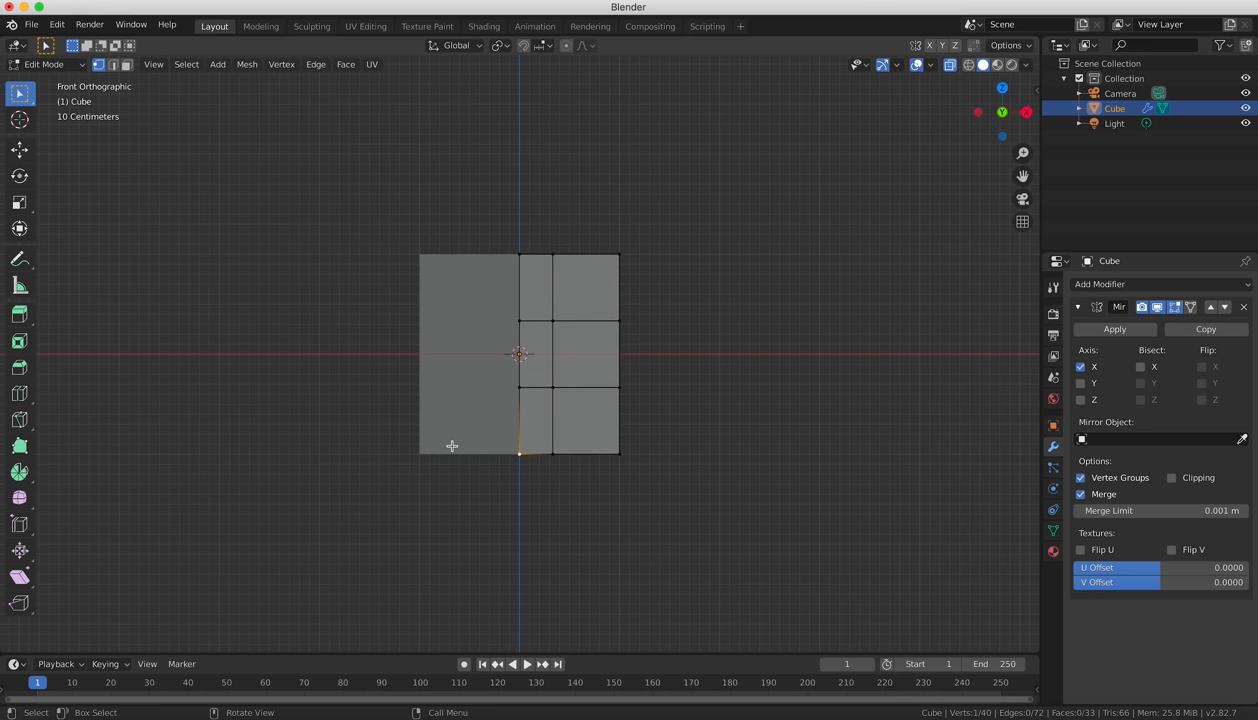 Blender
File Edit Render Window Help
Layout Modeling Sculpting UV Editing Texture Paint Shading Animation Rendering Compositing Scripting +
Scene
View Layer
Global
X Y Z Options
Edit Mode
View Select Add Mesh Vertex Edge Face UV
Front Orthographic
(1) Cube
10 Centimeters
Z
Y
X
Scene Collection
Collection
Camera
Cube
Light
Cube
Add Modifier
Mir
Apply Copy
Axis: Bisect: Flip:
X X X
Y Y Y
Z Z Z
Mirror Object:
Options:
Vertex Groups Clipping
Merge
Merge Limit 0.001 m
Textures:
Flip U Flip V
U Offset 0.0000
V Offset 0.0000
Playback Keying View Marker
1 Start 1 End 250
1 10 20 30 40 50 60 70 80 90 100 110 120 130 140 150 160 170 180 190 200 210 220 230 240 250
Select Box Select Rotate View Call Menu
Cube | Verts:1/40 | Edges:0/72 | Faces:0/33 | Tris:66 | Mem: 25.8 MiB | v2.82.7